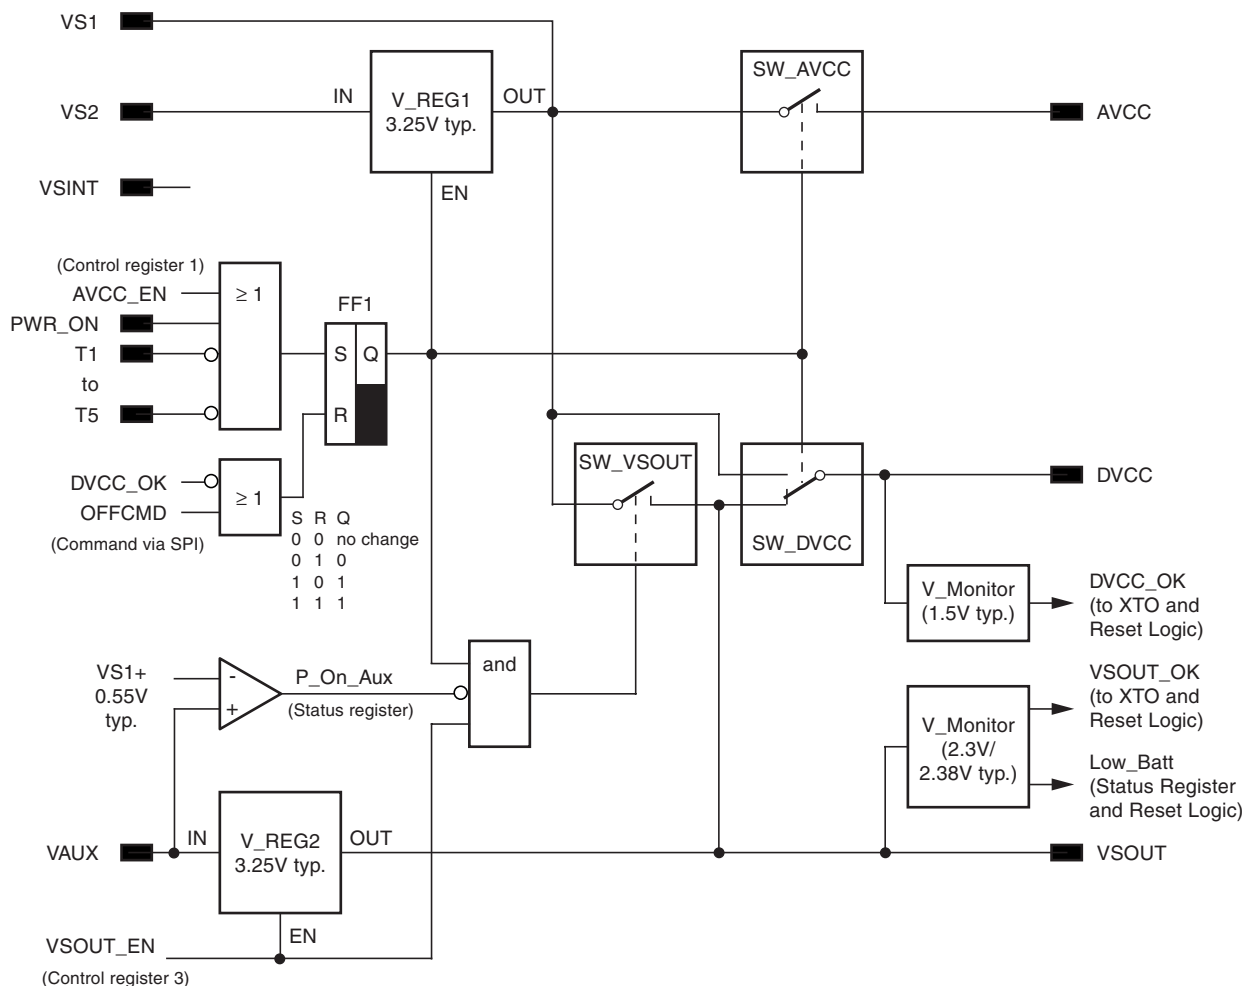 VS1
SW_AVCC
VS2
IN
V_REG1
3.25V typ.
OUT
AVCC
VSINT
EN
(Control register 1)
AVCC_EN
≥ 1
PWR_ON
FF1
T1
to
T5
S
Q
R
DVCC_OK
OFFCMD
≥ 1
(Command via SPI)
S R Q
0 0 no change
0 1 0
1 0 1
1 1 1
SW_VSOUT
DVCC
SW_DVCC
V_Monitor
(1.5V typ.)
DVCC_OK
(to XTO and
Reset Logic)
and
VS1+
0.55V
typ.
-
+
P_On_Aux
(Status register)
V_Monitor
(2.3V/
2.38V typ.)
VSOUT_OK
(to XTO and
Reset Logic)
Low_Batt
(Status Register
and Reset Logic)
VAUX
IN
V_REG2
3.25V typ.
OUT
VSOUT
EN
VSOUT_EN
(Control register 3)